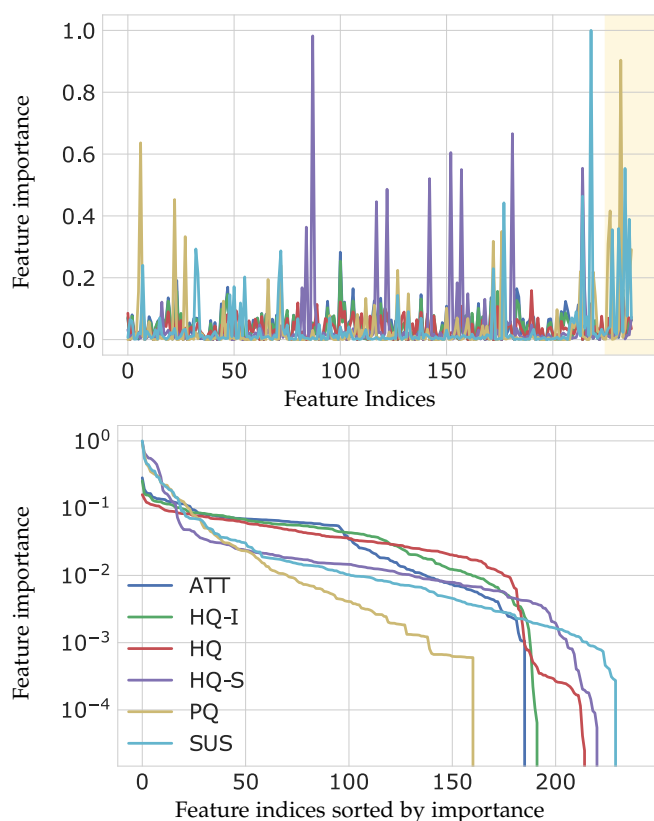 1.0
0.8
0.6
0.4
0.2
0.0
Feature importance
0 50 100 150 200
Feature Indices
10⁰
10⁻¹
10⁻²
10⁻³
10⁻⁴
Feature importance
ATT
HQ-I
HQ
HQ-S
PQ
SUS
0 50 100 150 200
Feature indices sorted by importance